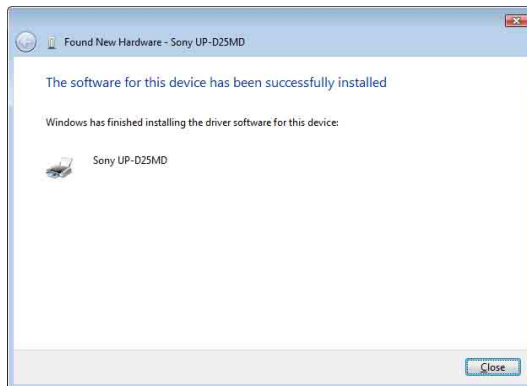 Found New Hardware - Sony UP-D25MD
The software for this device has been successfully installed
Windows has finished installing the driver software for this device:
Sony UP-D25MD
Close